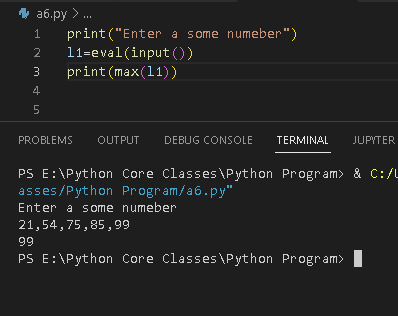 a6.py > ...
1 print("Enter a some numeber")
2 l1=eval(input())
3 print(max(l1))
4
5
PROBLEMS OUTPUT DEBUG CONSOLE TERMINAL JUPYTER
PS E:\Python Core Classes\Python Program> & C:/U
asses/Python Program/a6.py"
Enter a some numeber
21,54,75,85,99
99
PS E:\Python Core Classes\Python Program>